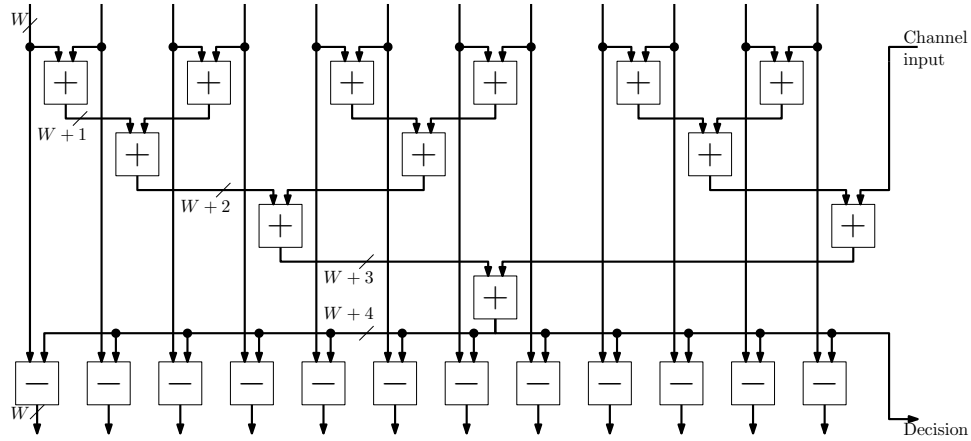 W
Channel
input
W + 1
W + 2
W + 3
W + 4
W
Decision